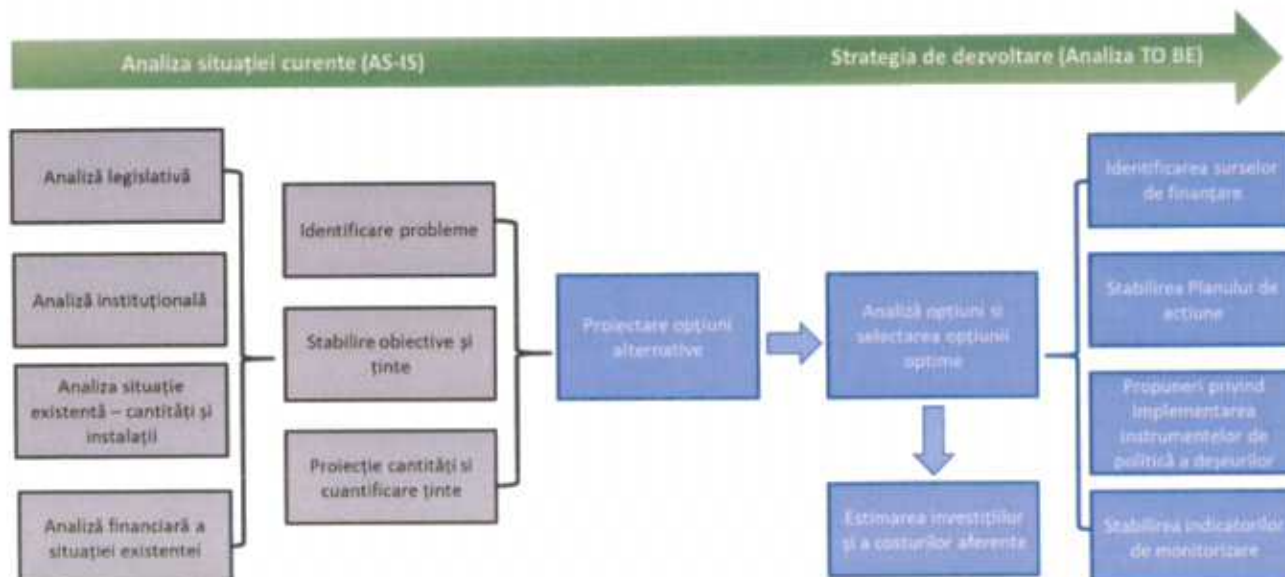 Analiza situației curente (AS-IS)
Strategia de dezvoltare (Analiza TO BE)
Analiză legislativă
Analiză instituțională
Analiza situație
existentă – cantități și
instalații
Analiză financiară a
situației existentei
Identificare probleme
Stabilire obiective și
ținte
Proiecție cantități si
cuantificare ținte
Proiectare opțiuni
alternative
Analiză opțiuni si
selectarea opțiunii
optime
Estimarea investițiilor
și a costurilor aferente
Identificarea surselor
de finanțare
Stabilirea Planului de
actiune
Propuneri privind
implementarea
instrumentelor de
politică a deșeurilor
Stabilirea indicatorilor
de monitorizare